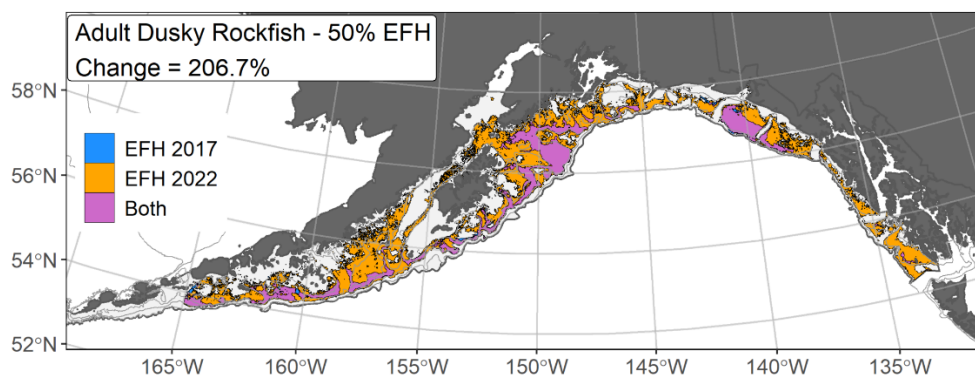 Adult Dusky Rockfish - 50% EFH
Change = 206.7%
58°N
EFH 2017
EFH 2022
56°N
Both
54°N
52°N
165°W 160°W 155°W 150°W 145°W 140°W 135°W